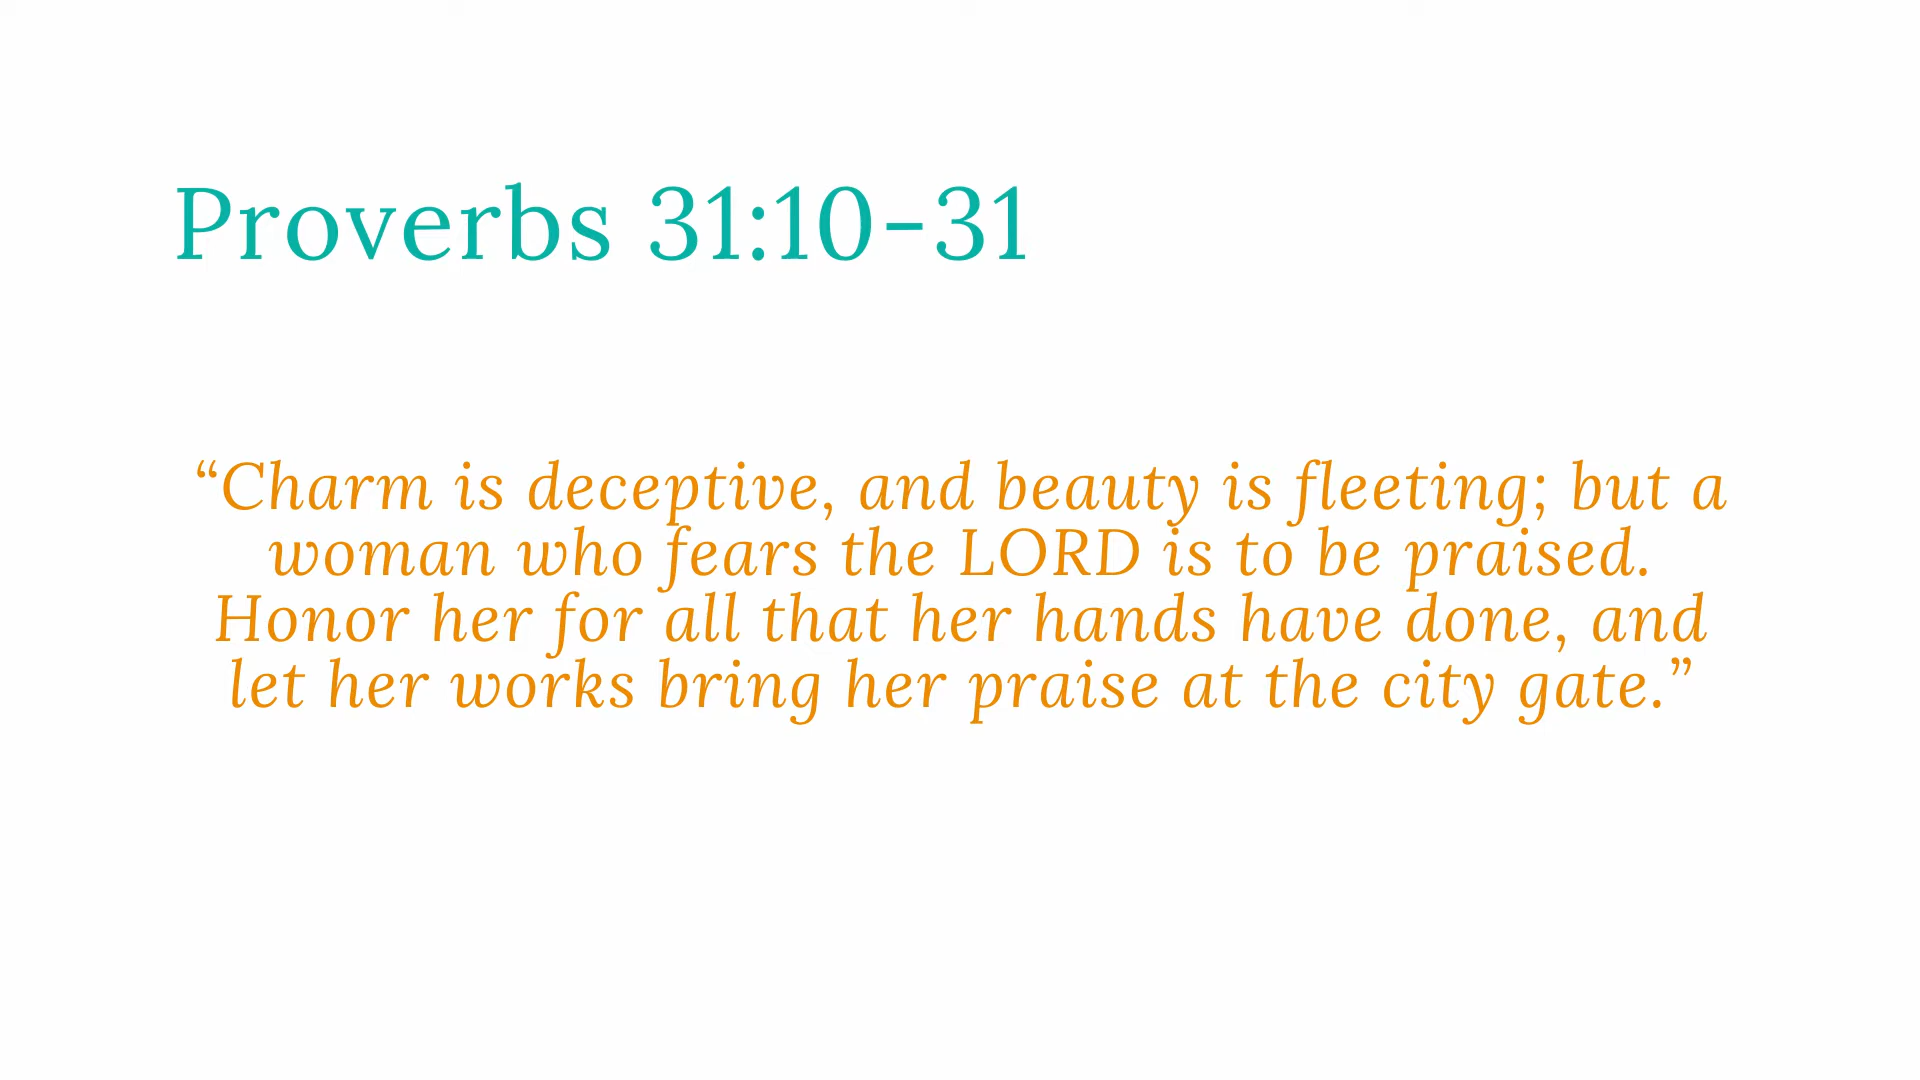 Proverbs 31:10-31
“Charm is deceptive, and beauty is fleeting; but a
woman who fears the LORD is to be praised.
Honor her for all that her hands have done, and
let her works bring her praise at the city gate.”